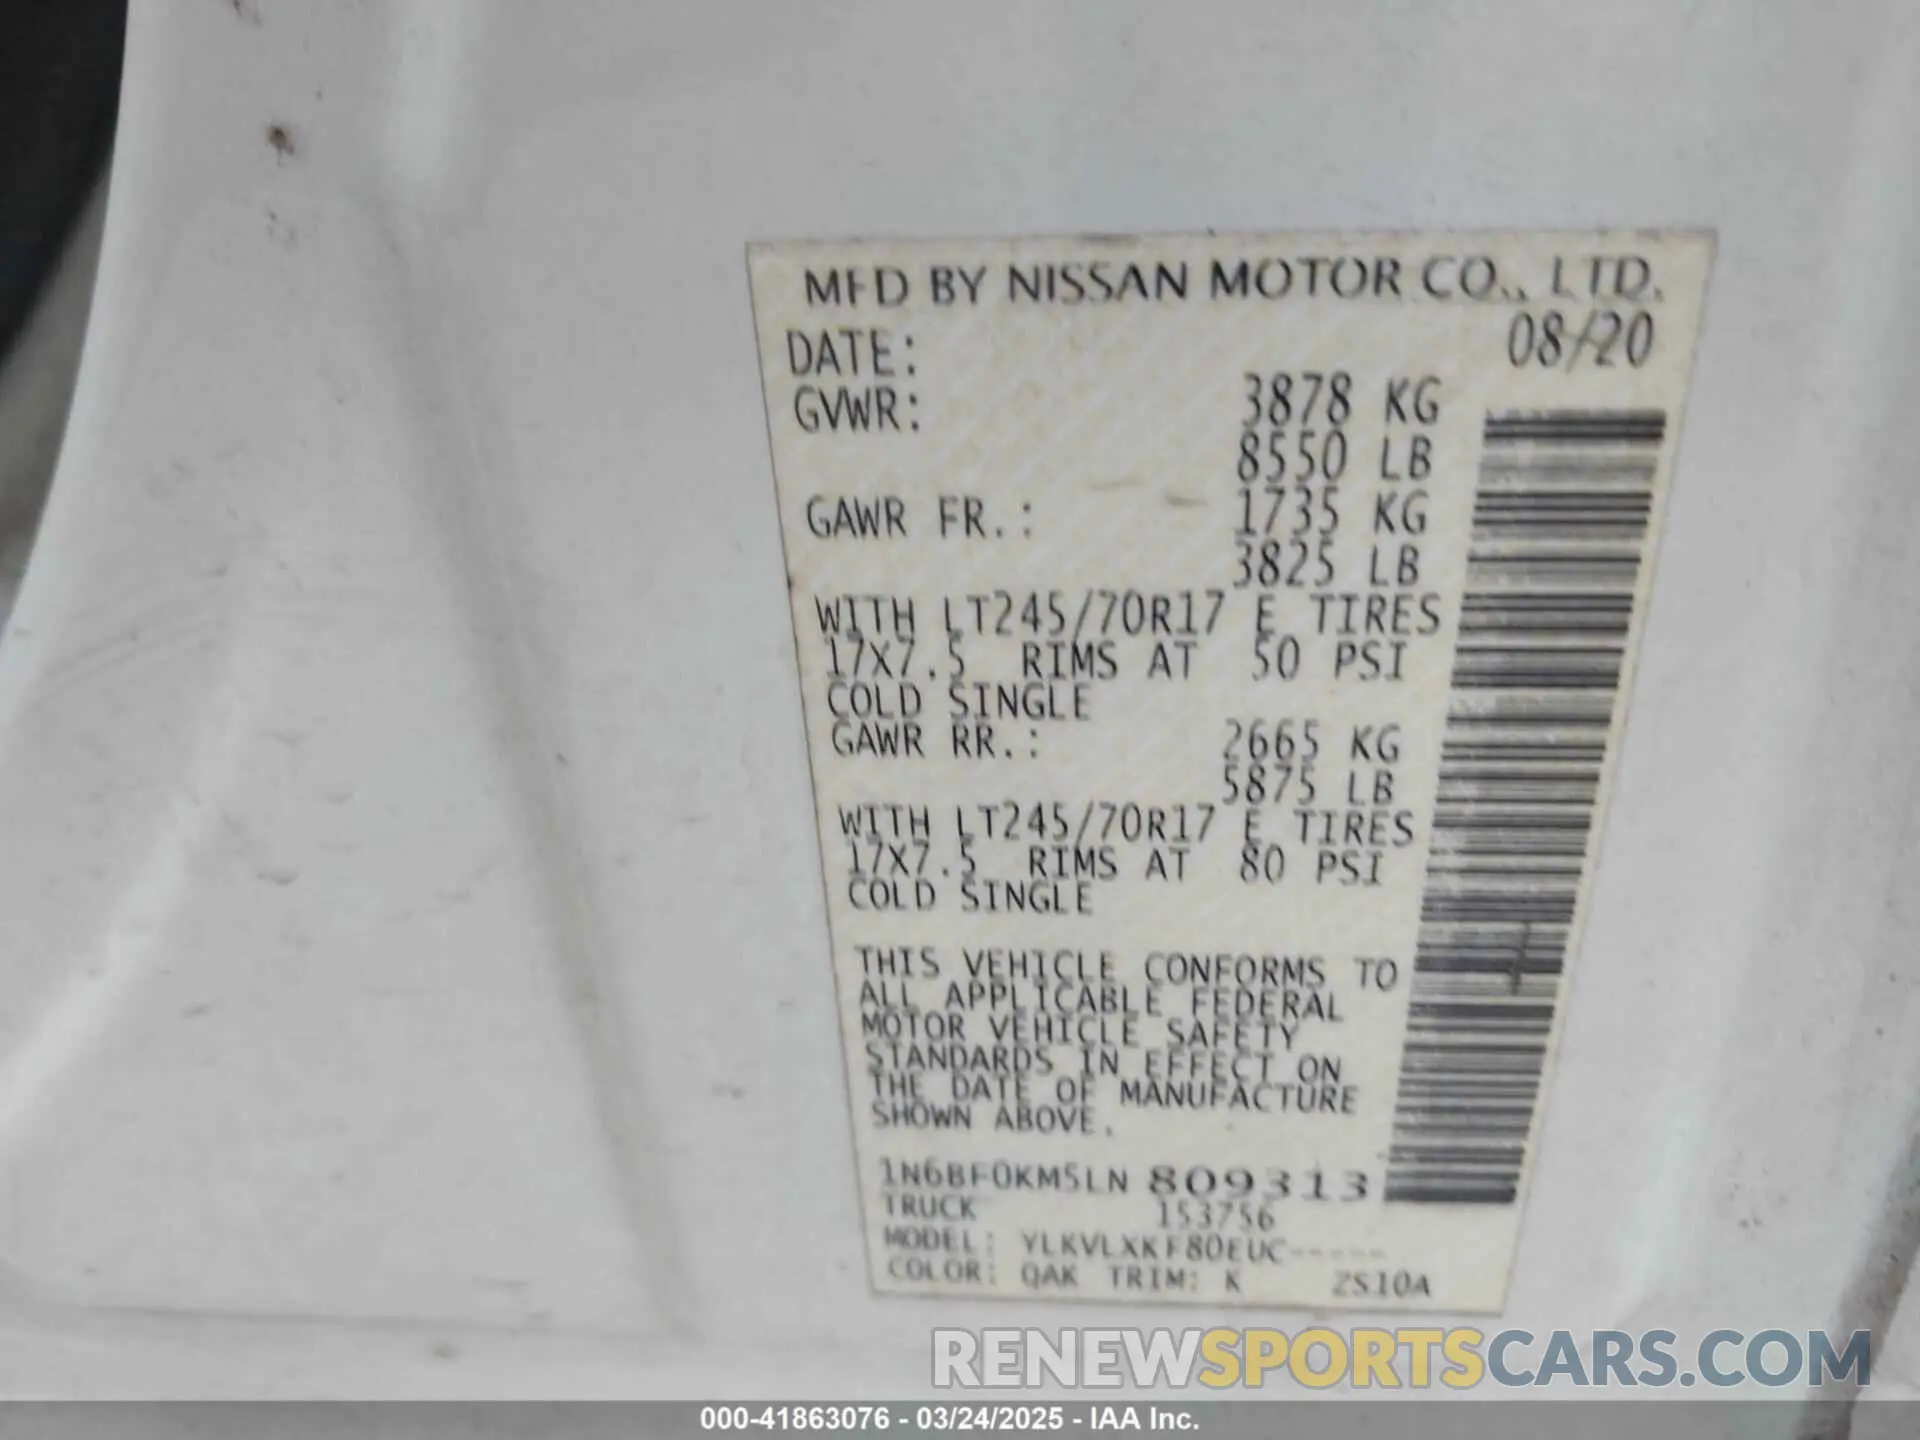 MFD BY NISSAN MOTOR CO., LTD.
DATE: 08/20
GVWR: 3878 KG
8550 LB
GAWR FR.: 1735 KG
3825 LB
WITH LT245/70R17 E TIRES
17X7.5 RIMS AT 50 PSI
COLD SINGLE
GAWR RR.: 2665 KG
5875 LB
WITH LT245/70R17 E TIRES
17X7.5 RIMS AT 80 PSI
COLD SINGLE
THIS VEHICLE CONFORMS TO
ALL APPLICABLE FEDERAL
MOTOR VEHICLE SAFETY
STANDARDS IN EFFECT ON
THE DATE OF MANUFACTURE
SHOWN ABOVE.
1N6BF0KM5LN 809313
TRUCK 153756
MODEL: YLKVLXKF80EUC-----
COLOR: QAK TRIM: K ZS10A
RENEWSPORTSCARS.COM
000-41863076 - 03/24/2025 - IAA Inc.